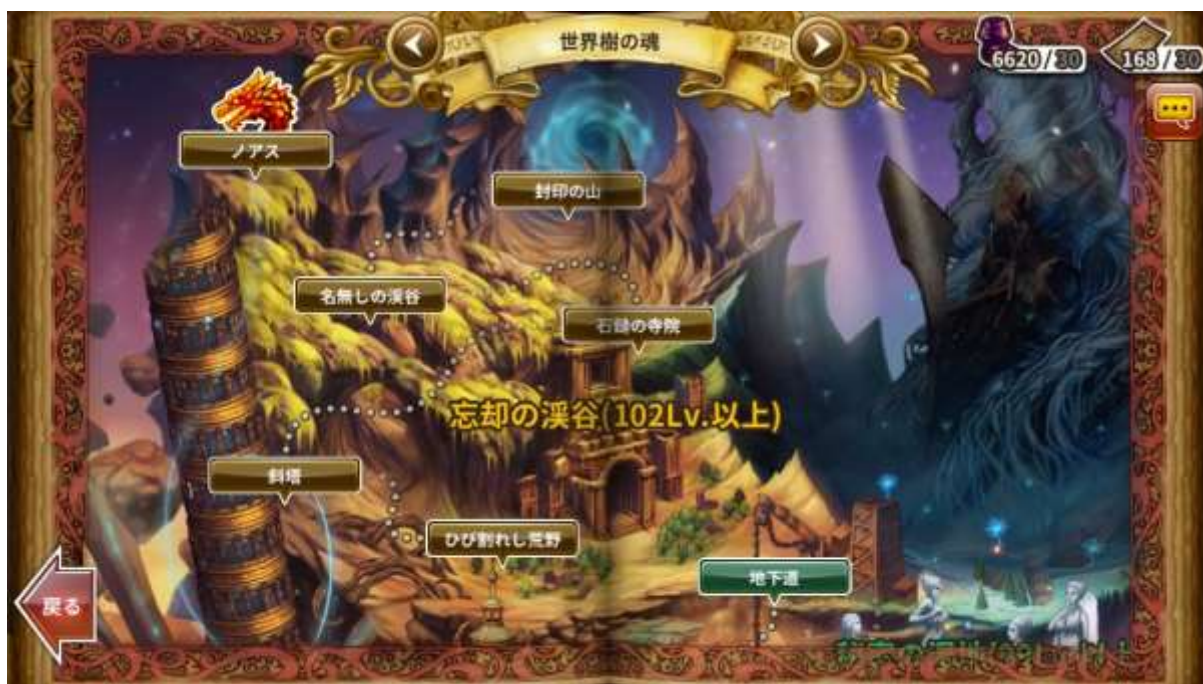 世界樹の魂
6620/30
168/30
ノアス
封印の山
名無しの渓谷
石録の寺院
忘却の渓谷(102Lv.以上)
斜塔
ひび割れし荒野
地下道
戻る